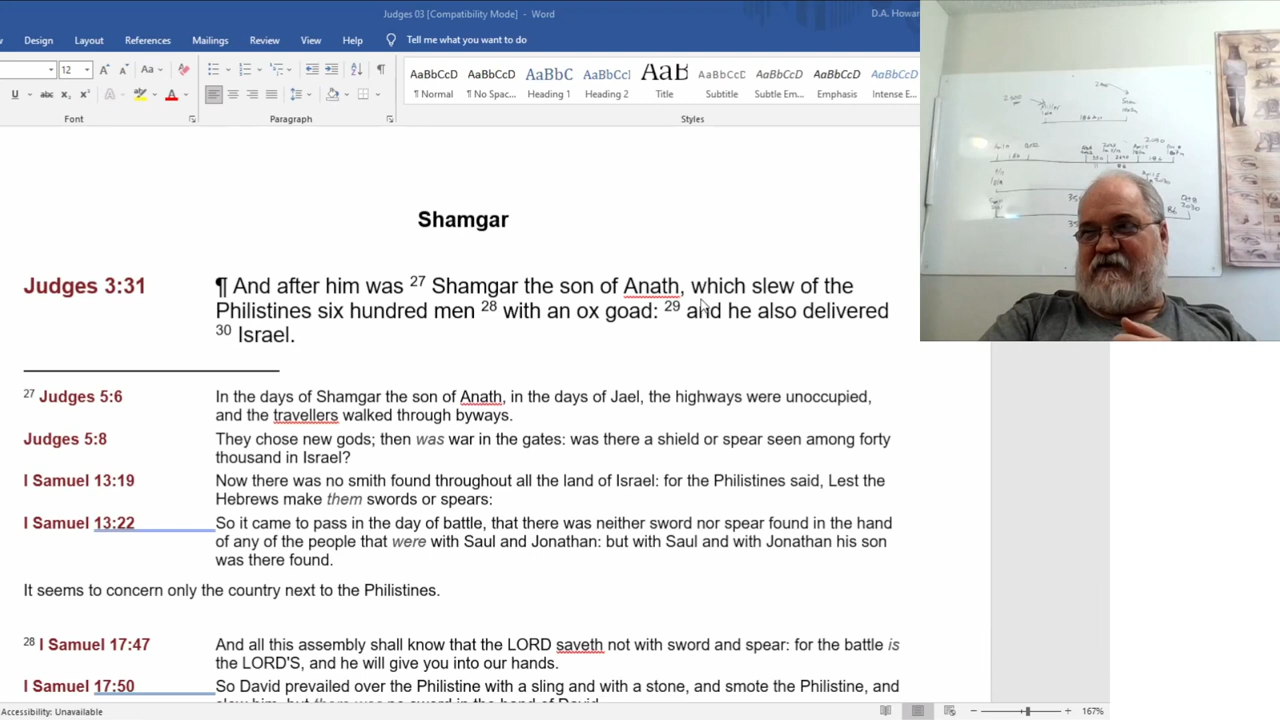 Judges 03 [Compatibility Mode] - Word
D.A. Howar
Design Layout References Mailings Review View Help Tell me what you want to do
12 Aa
AaBbCcD AaBbCcD AaBbC AaBbCcl AaB AaBbCcD AaBbCcD AaBbCcD AaBbCcD
¶ Normal ¶ No Spac... Heading 1 Heading 2 Title Subtitle Subtle Em... Emphasis Intense E...
Font Paragraph Styles
Shamgar
Judges 3:31 ¶ And after him was 27 Shamgar the son of Anath, which slew of the
Philistines six hundred men 28 with an ox goad: 29 and he also delivered
30 Israel.
27 Judges 5:6 In the days of Shamgar the son of Anath, in the days of Jael, the highways were unoccupied,
and the travellers walked through byways.
Judges 5:8 They chose new gods; then was war in the gates: was there a shield or spear seen among forty
thousand in Israel?
I Samuel 13:19 Now there was no smith found throughout all the land of Israel: for the Philistines said, Lest the
Hebrews make them swords or spears:
I Samuel 13:22 So it came to pass in the day of battle, that there was neither sword nor spear found in the hand
of any of the people that were with Saul and Jonathan: but with Saul and with Jonathan his son
was there found.
It seems to concern only the country next to the Philistines.
28 I Samuel 17:47 And all this assembly shall know that the LORD saveth not with sword and spear: for the battle is
the LORD'S, and he will give you into our hands.
I Samuel 17:50 So David prevailed over the Philistine with a sling and with a stone, and smote the Philistine, and
slew him; but there was no sword in the hand of David.
Accessibility: Unavailable
167%